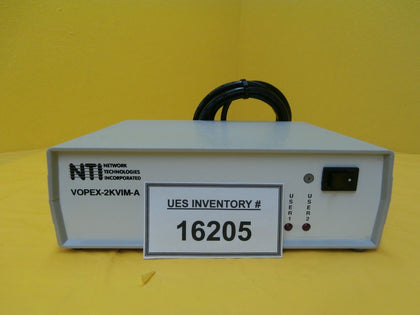 NTI NETWORK
TECHNOLOGIES
INCORPORATED
VOPEX-2KVIM-A
UES INVENTORY #
16205
USER1
USER2